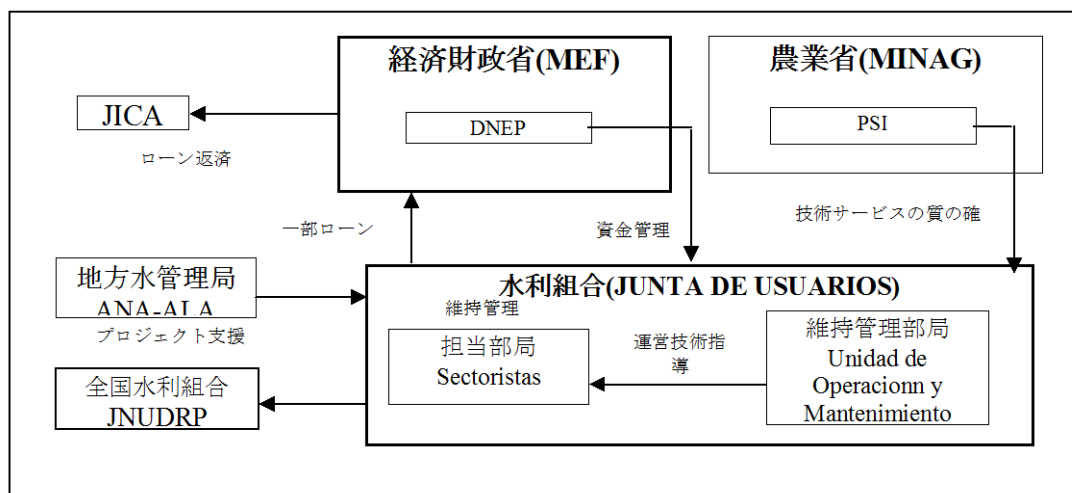 経済財政省(MEF)
農業省(MINAG)
JICA
DNEP
PSI
ローン返済
一部ローン
資金管理
技術サービスの質の確
地方水管理局
ANA-ALA
プロジェクト支援
水利組合(JUNTA DE USUARIOS)
維持管理
担当部局
Sectoristas
運営技術指
導
維持管理部局
Unidad de
Operacionn y
Mantenimiento
全国水利組合
JNUDRP